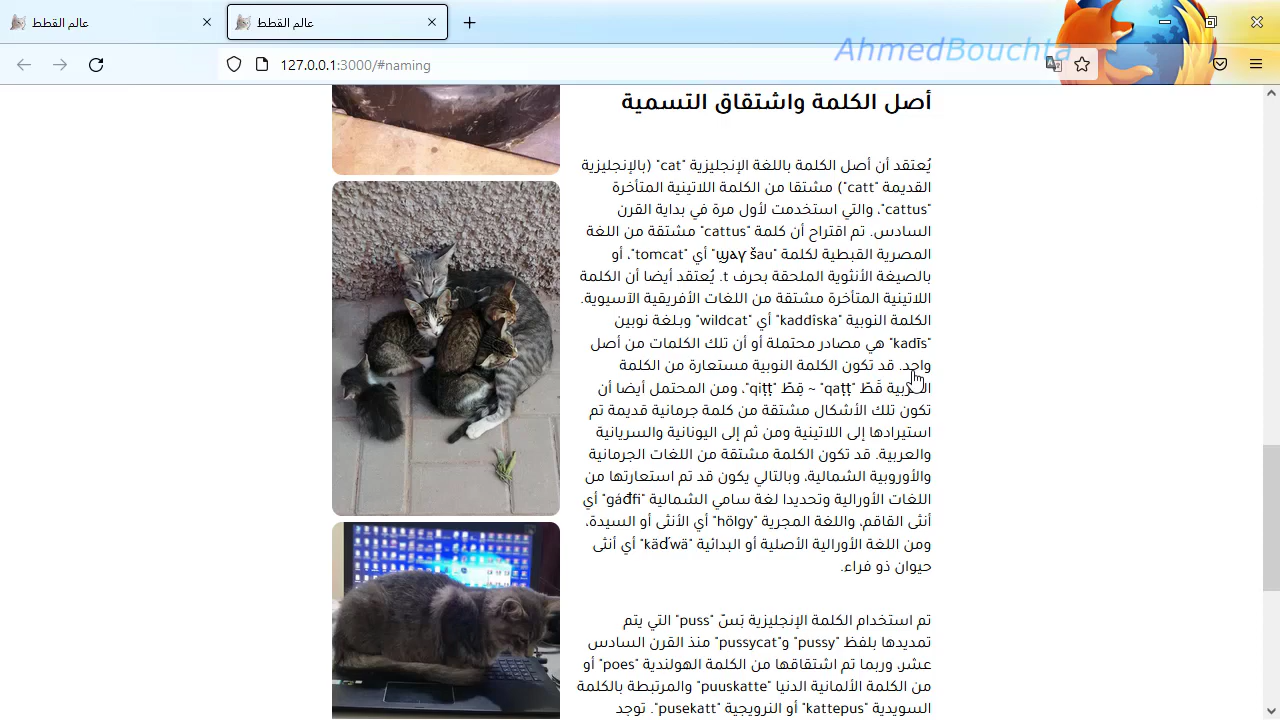 عالم القطط
عالم القطط
127.0.0.1:3000/#naming
AhmedBouchta
أصل الكلمة واشتقاق التسمية
يُعتقد أن أصل الكلمة باللغة الإنجليزية "cat" (بالإنجليزية
القديمة "catt") مشتقا من الكلمة اللاتينية المتأخرة
"cattus"، والتي استخدمت لأول مرة في بداية القرن
السادس. تم اقتراح أن كلمة "cattus" مشتقة من اللغة
المصرية القبطية لكلمة "ϣⲁⲩ šau" أي "tomcat"، أو
بالصيغة الأنثوية الملحقة بحرف t. يُعتقد أيضا أن الكلمة
اللاتينية المتأخرة مشتقة من اللغات الأفريقية الآسيوية.
الكلمة النوبية "kaddîska" أي "wildcat" وبـلغة نوبين
"kadīs" هي مصادر محتملة أو أن تلك الكلمات من أصل
واحد. قد تكون الكلمة النوبية مستعارة من الكلمة
العربية قَطّ "qaṭṭ" ~ قِطّ "qiṭṭ"، ومن المحتمل أيضا أن
تكون تلك الأشكال مشتقة من كلمة جرمانية قديمة تم
استيرادها إلى اللاتينية ومن ثم إلى اليونانية والسريانية
والعربية. قد تكون الكلمة مشتقة من اللغات الجرمانية
والأوروبية الشمالية، وبالتالي يكون قد تم استعارتها من
اللغات الأورالية وتحديدا لغة سامي الشمالية "gáđfi" أي
أنثى القاقم، واللغة المجرية "hölgy" أي الأنثى أو السيدة،
ومن اللغة الأورالية الأصلية أو البدائية "käďwä" أي أنثى
حيوان ذو فراء.
تم استخدام الكلمة الإنجليزية بَسّ "puss" التي يتم
تمديدها بلفظ "pussy" و"pussycat" منذ القرن السادس
عشر، وربما تم اشتقاقها من الكلمة الهولندية "poes" أو
من الكلمة الألمانية الدنيا "puuskatte" والمرتبطة بالكلمة
السويدية "kattepus" أو النرويجية "pusekatt". توجد